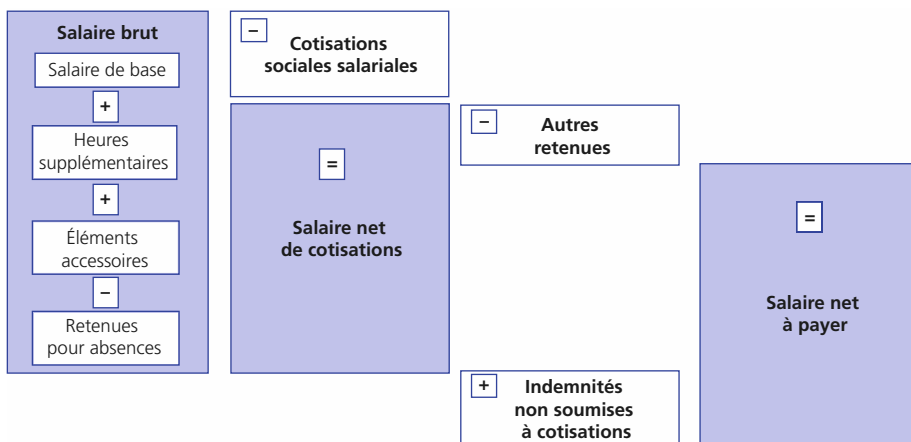 Salaire brut
Salaire de base
+
Heures
supplémentaires
+
Éléments
accessoires
−
Retenues
pour absences
−
Cotisations
sociales salariales
=
Salaire net
de cotisations
−
Autres
retenues
+
Indemnités
non soumises
à cotisations
=
Salaire net
à payer